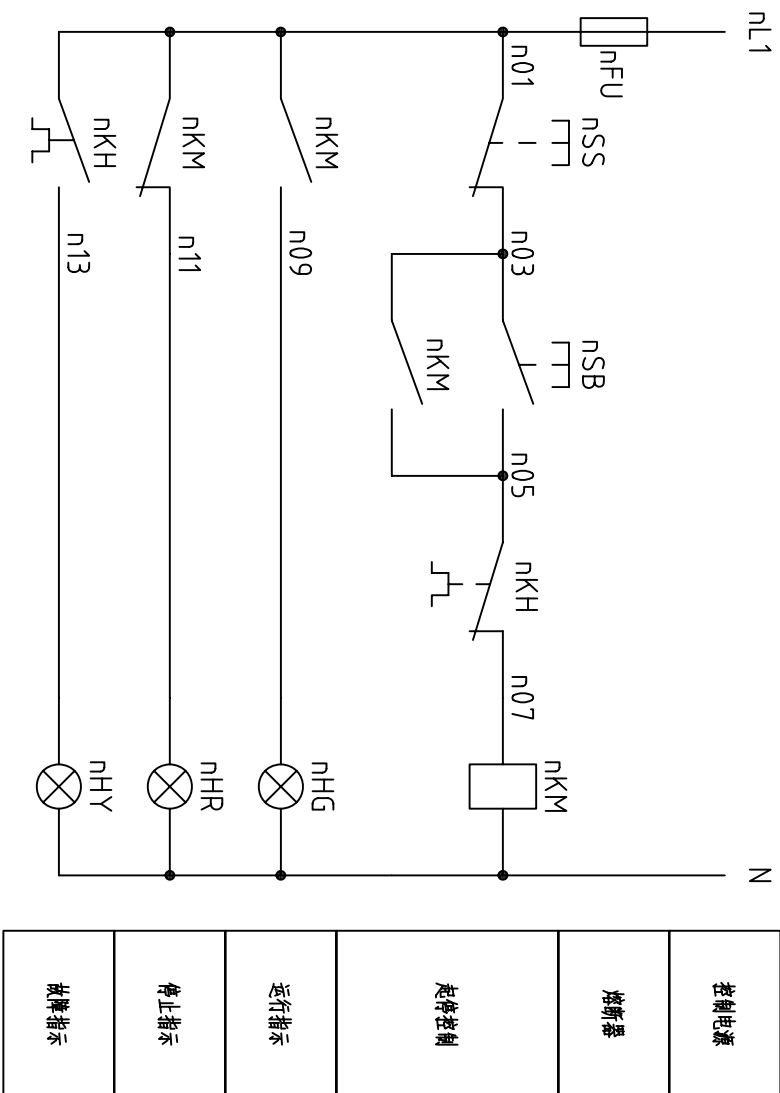 nL1
N
控制电源
nFU
熔断器
n01
nSS
n03
nSB
nKM
n05
nKH
n07
nKM
起停控制
nKM
n09
nHG
运行指示
nKM
n11
nHR
停止指示
nKH
n13
nHY
故障指示